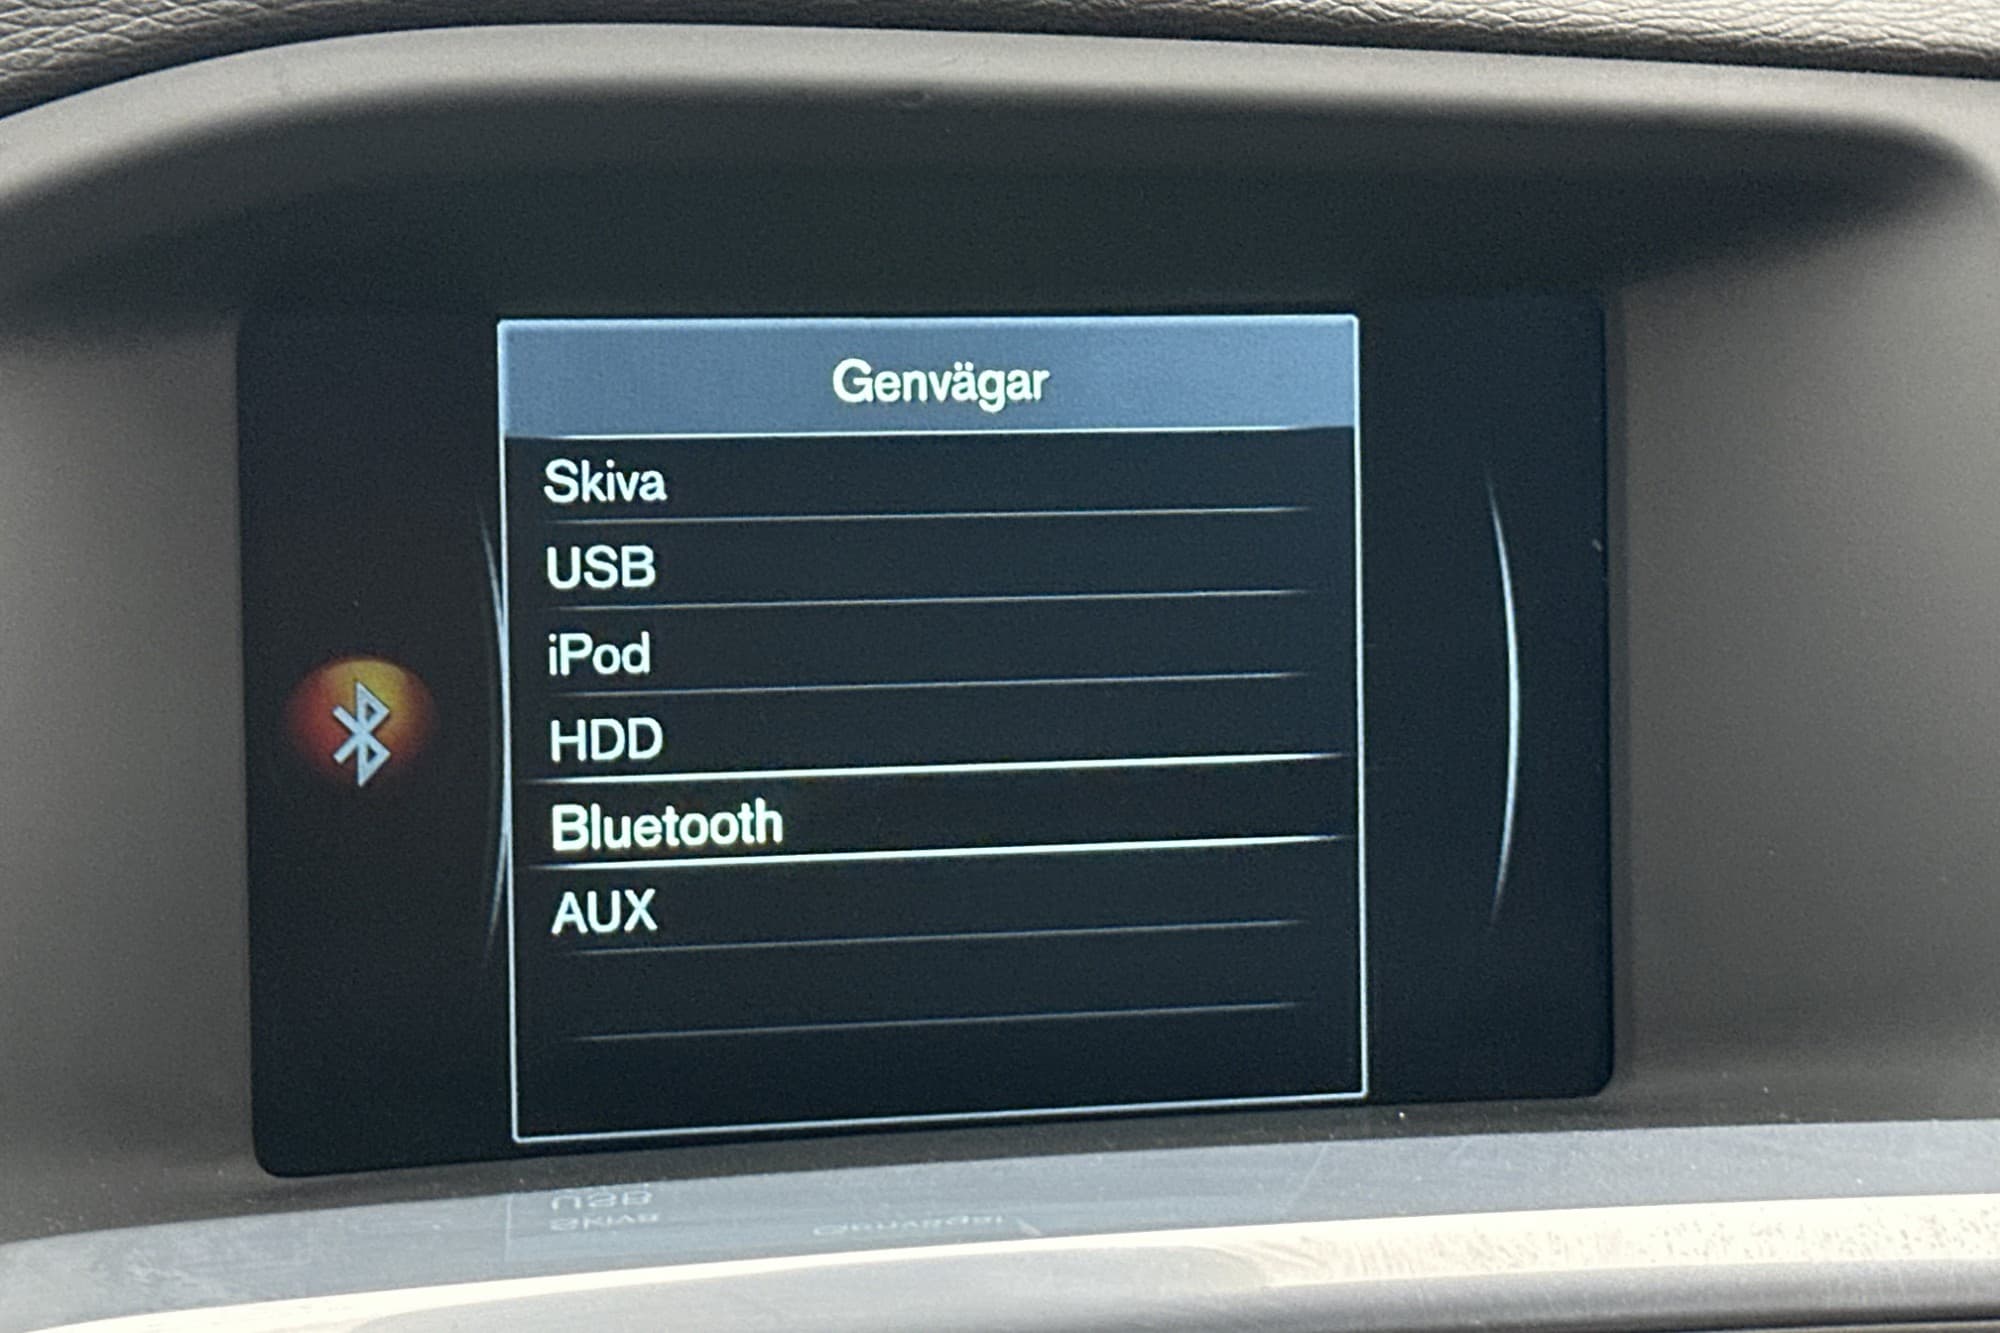 Genvägar
Skiva
USB
iPod
HDD
Bluetooth
AUX